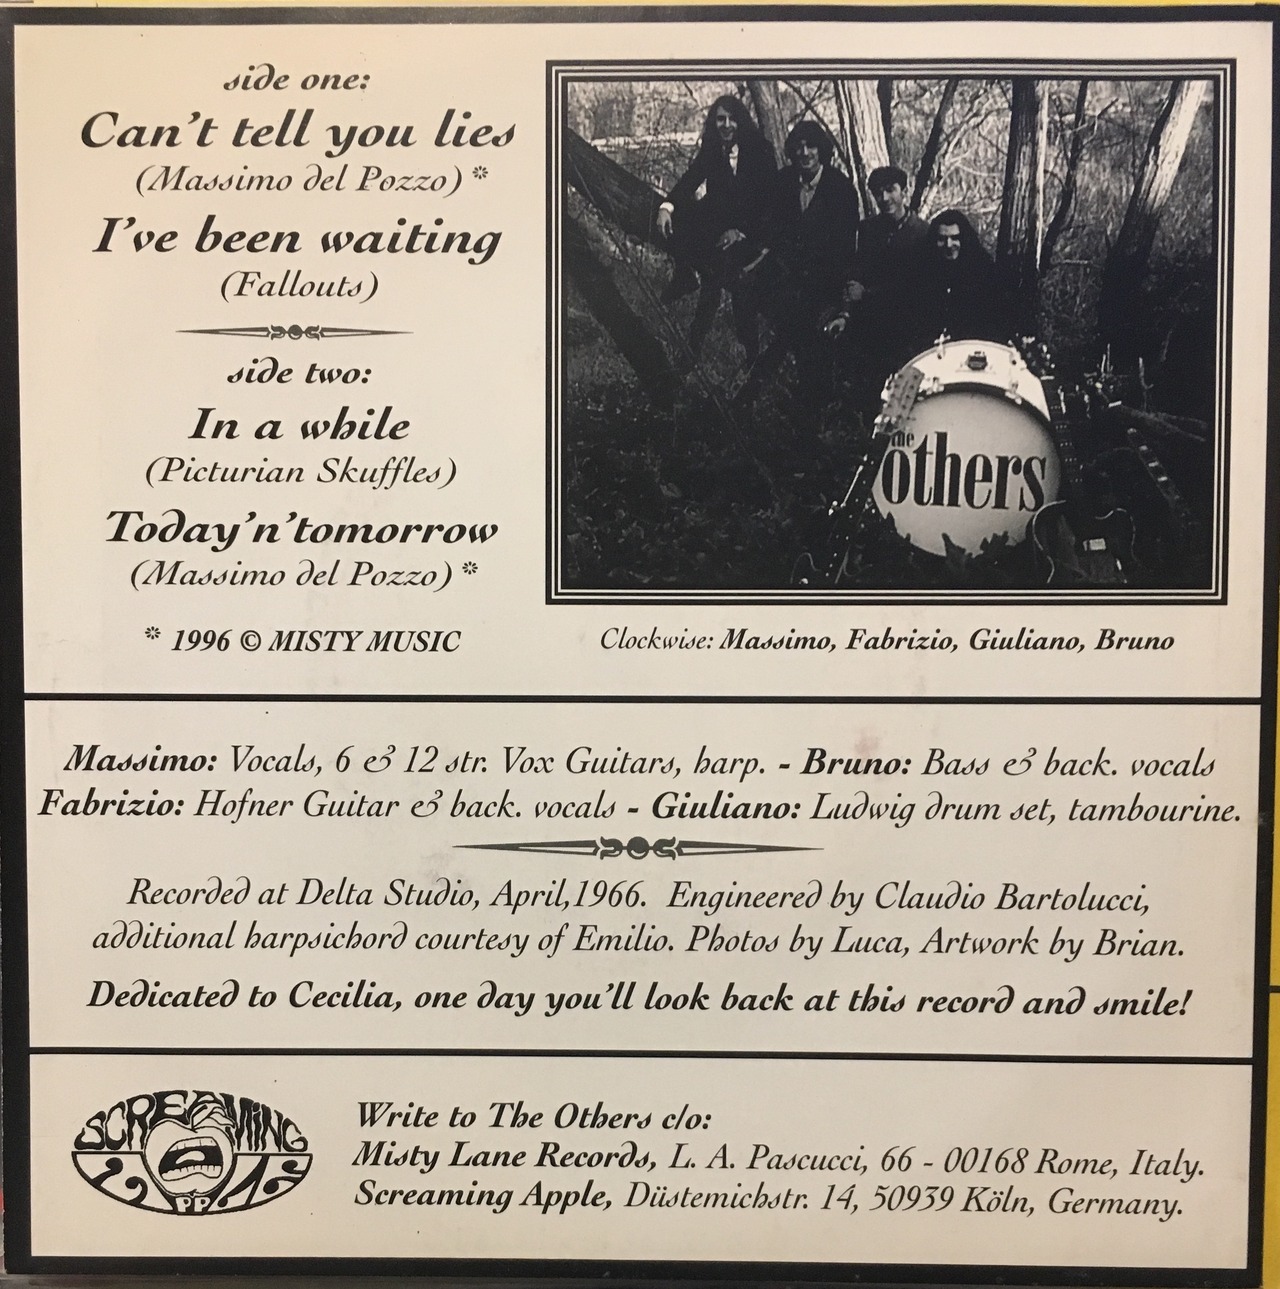 side one:
Can't tell you lies
(Massimo del Pozzo) *
I've been waiting
(Fallouts)
side two:
In a while
(Picturian Skuffles)
Today'n'tomorrow
(Massimo del Pozzo) *
* 1996 © MISTY MUSIC
the
others
Clockwise: Massimo, Fabrizio, Giuliano, Bruno
Massimo: Vocals, 6 & 12 str. Vox Guitars, harp. - Bruno: Bass & back. vocals
Fabrizio: Hofner Guitar & back. vocals - Giuliano: Ludwig drum set, tambourine.
Recorded at Delta Studio, April,1966. Engineered by Claudio Bartolucci,
additional harpsichord courtesy of Emilio. Photos by Luca, Artwork by Brian.
Dedicated to Cecilia, one day you'll look back at this record and smile!
SCREAMING
APPLE
Write to The Others c/o:
Misty Lane Records, L. A. Pascucci, 66 - 00168 Rome, Italy.
Screaming Apple, Düstemichstr. 14, 50939 Köln, Germany.